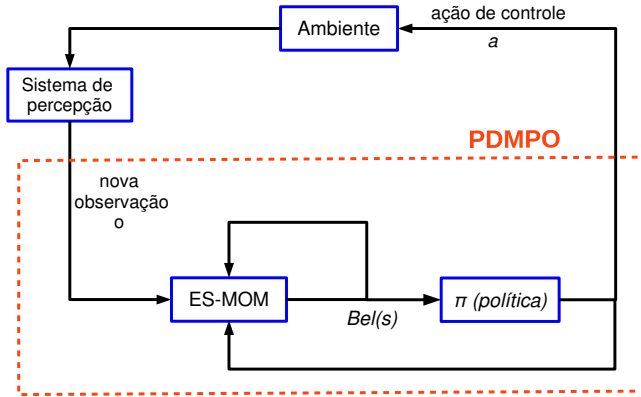 ação de controle
a
Ambiente
Sistema de
percepção
PDMPO
nova
observação
o
ES-MOM
Bel(s)
π (política)